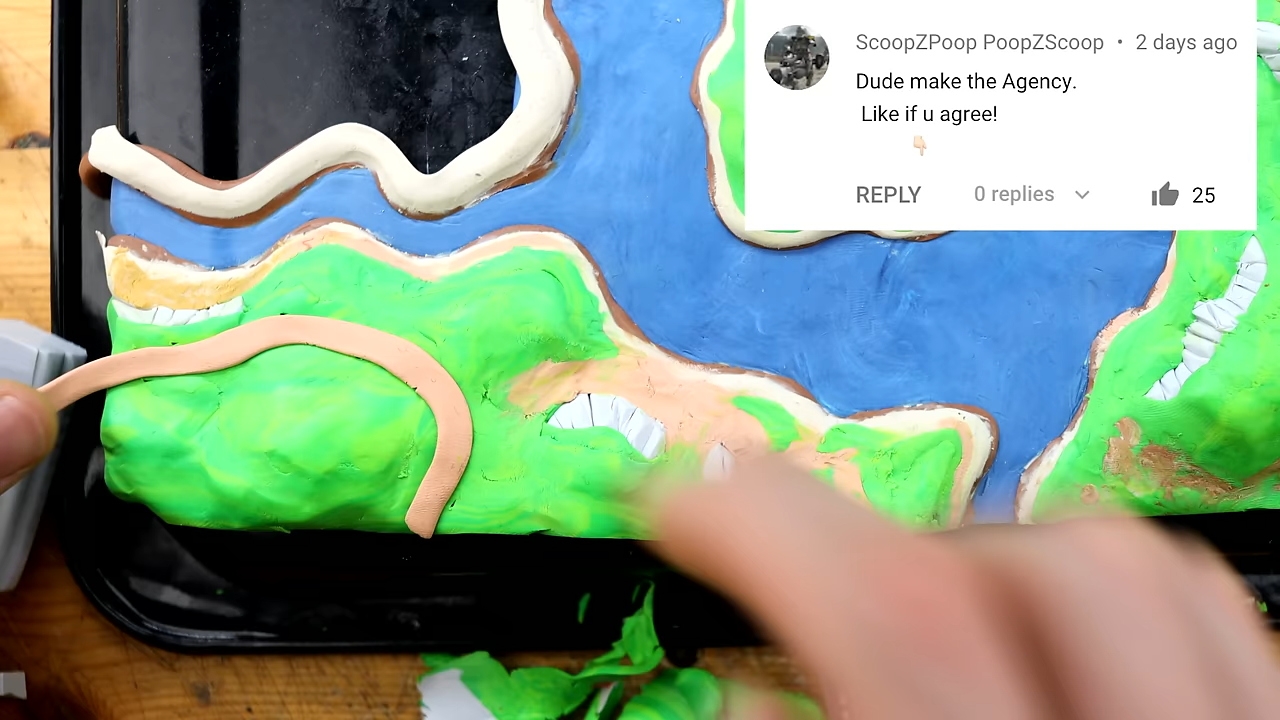 ScoopZPoop PoopZScoop • 2 days ago
Dude make the Agency.
Like if u agree!
👇🏻
REPLY 0 replies 25